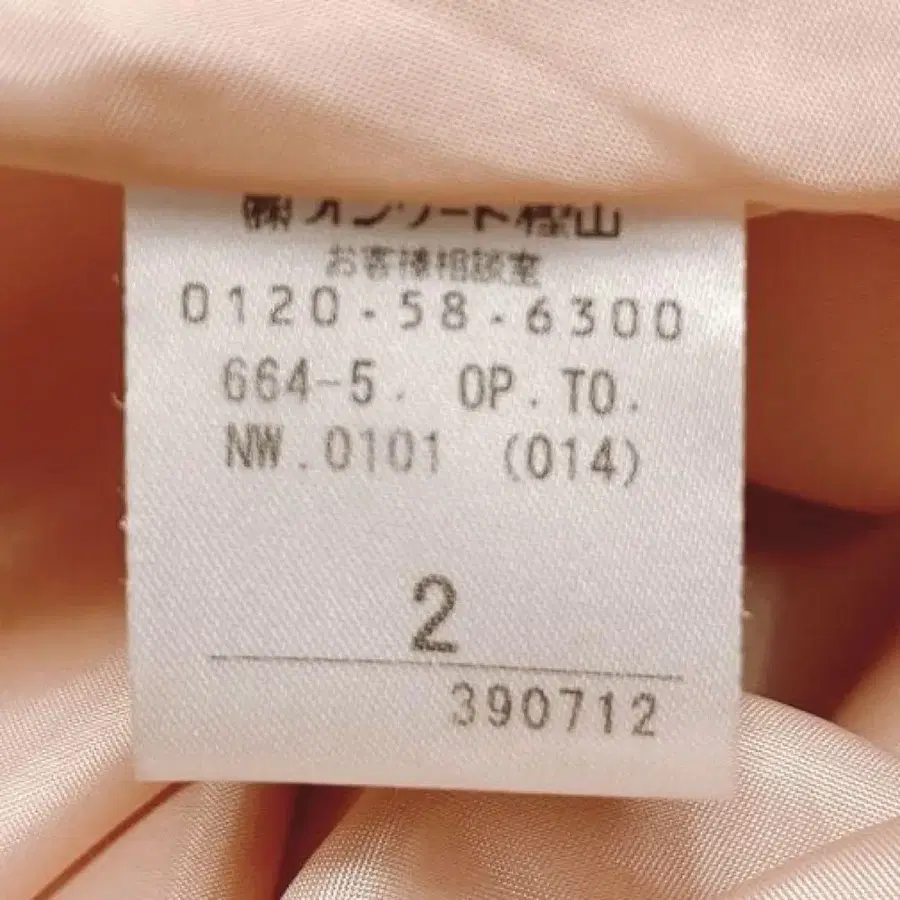 ㈱オンワード樫山
お客様相談室
0120-58-6300
664-5. OP.TO.
NW.0101 (014)
2
390712